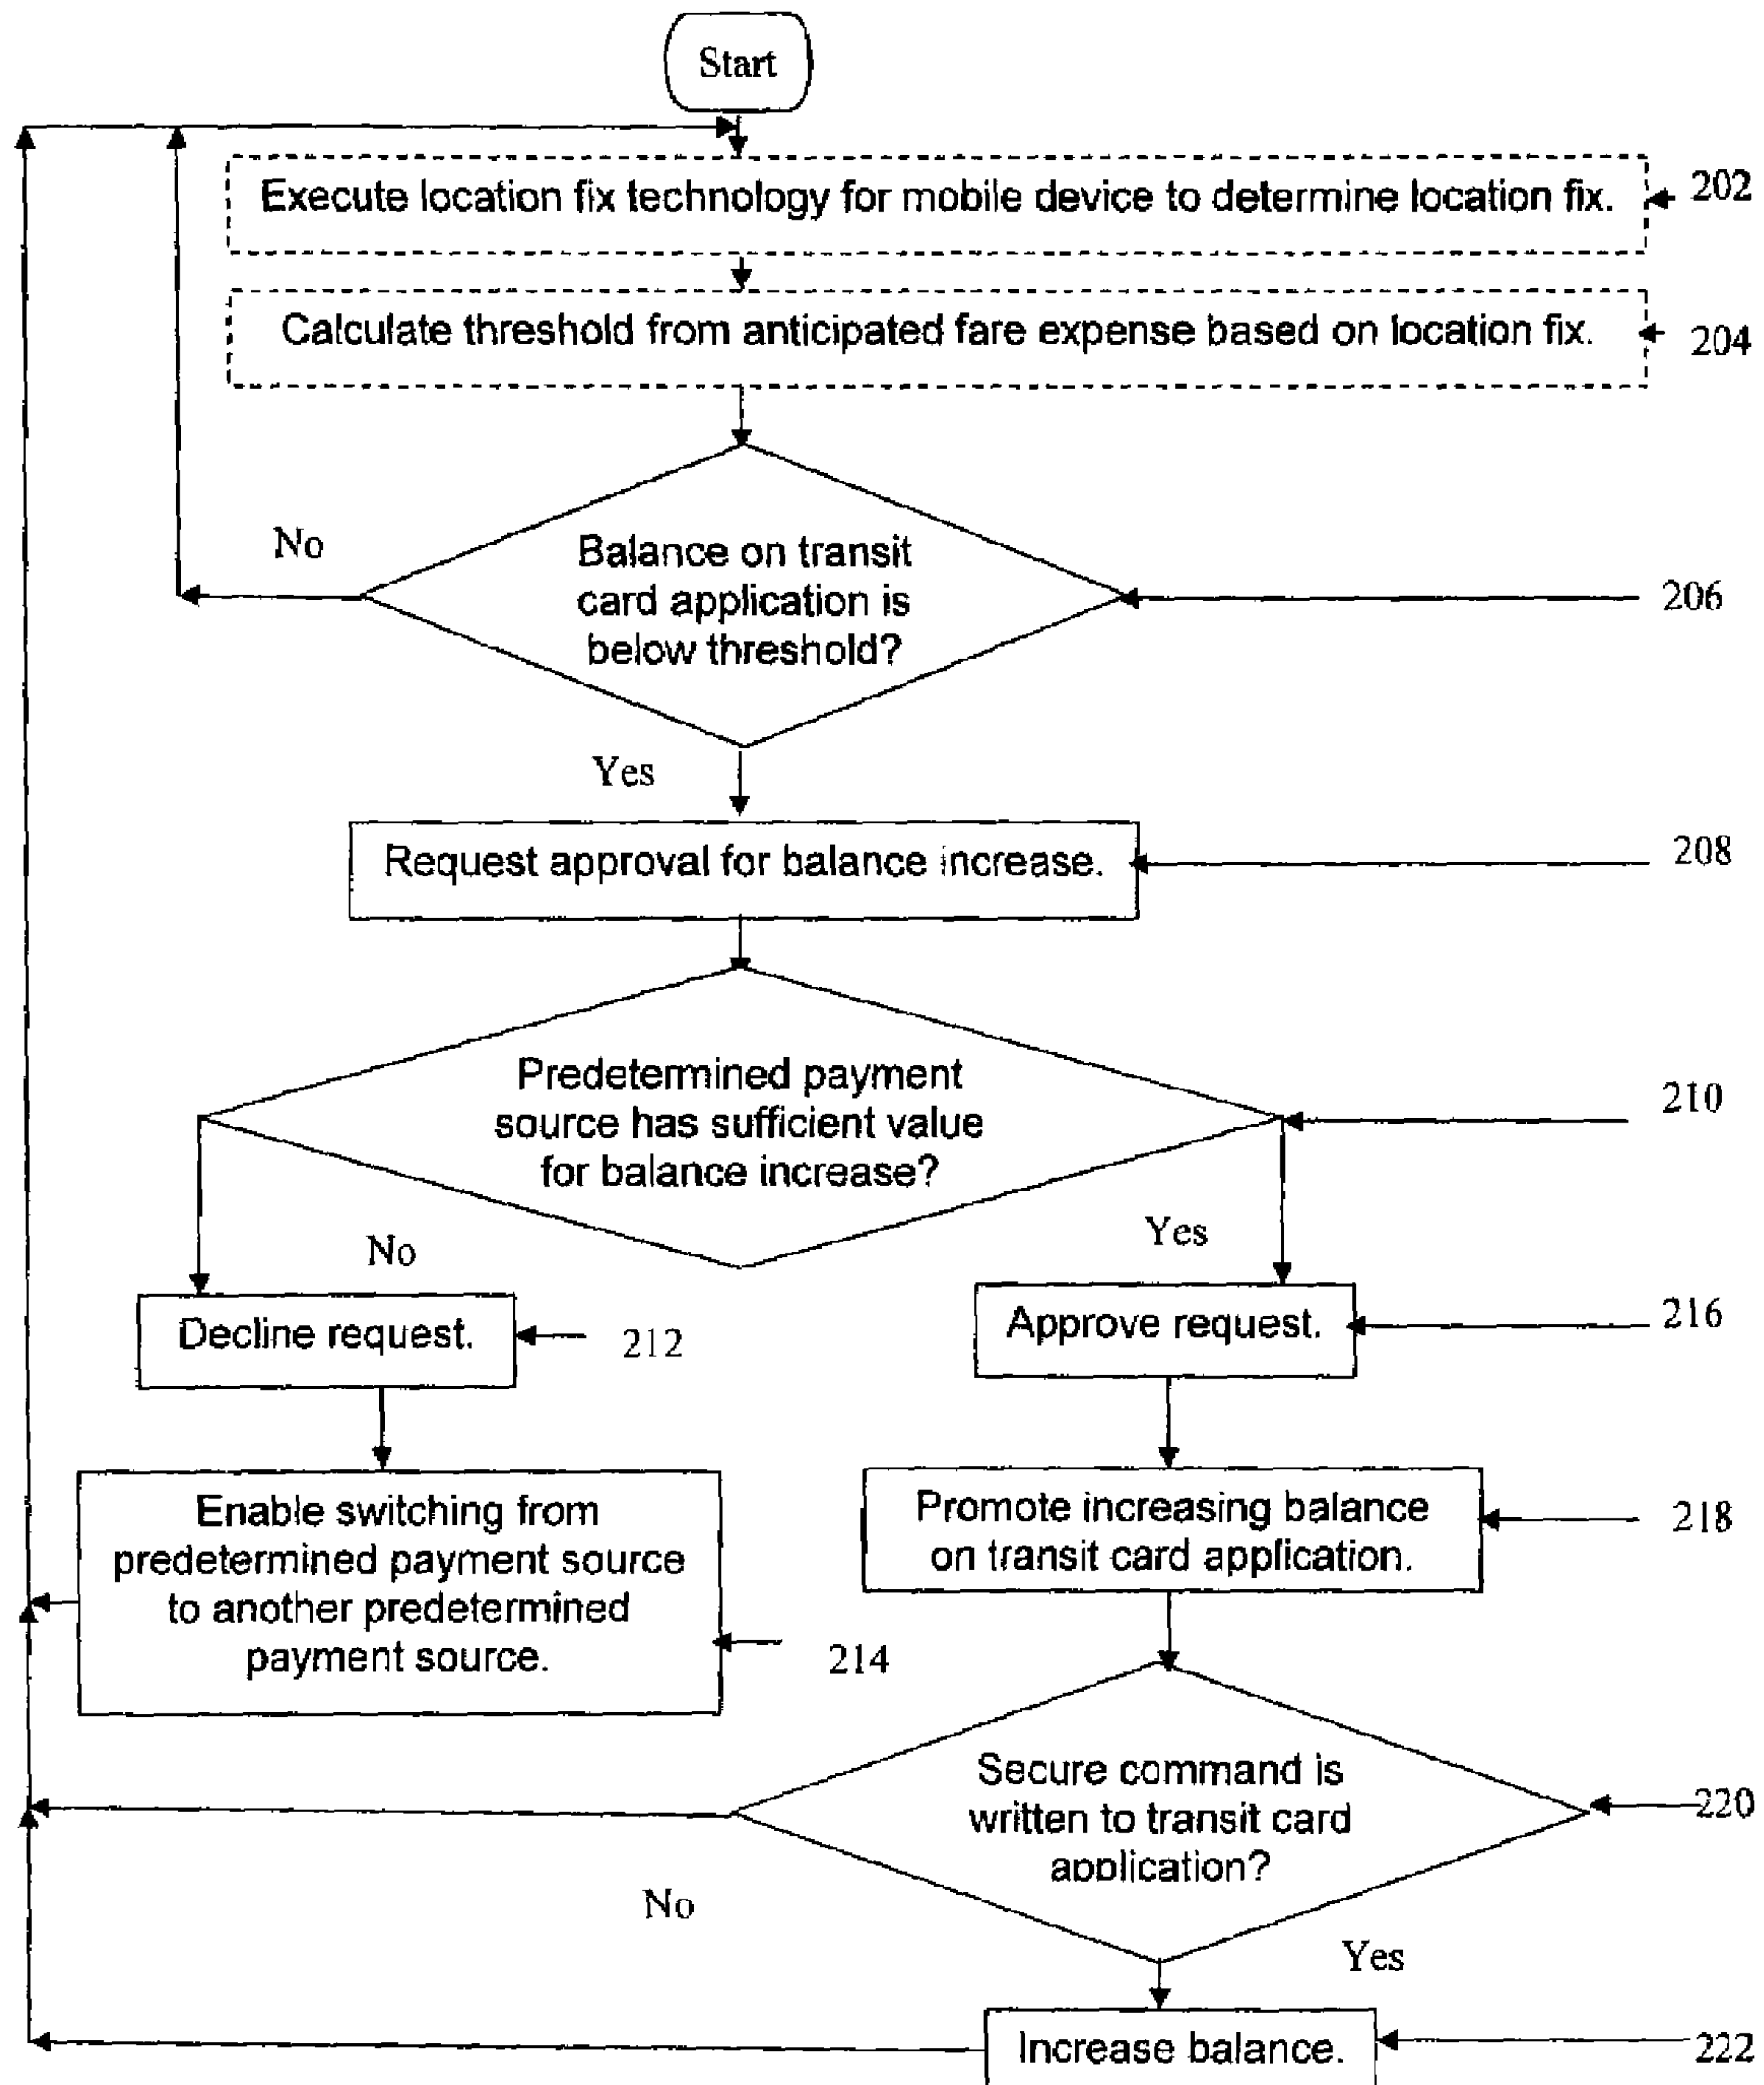 Start
Execute location fix technology for mobile device to determine location fix.
202
Calculate threshold from anticipated fare expense based on location fix.
204
No
Balance on transit
card application is
below threshold?
206
Yes
Request approval for balance increase.
208
Predetermined payment
source has sufficient value
for balance increase?
210
No
Yes
Decline request.
212
Approve request.
216
Enable switching from
predetermined payment source
to another predetermined
payment source.
214
Promote increasing balance
on transit card application.
218
Secure command is
written to transit card
application?
220
No
Yes
Increase balance.
222